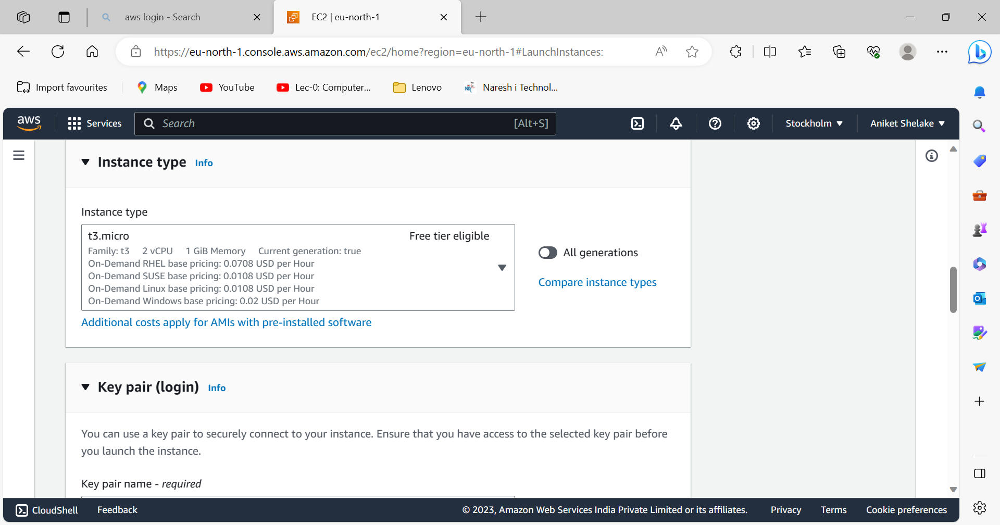 aws login - Search
EC2 | eu-north-1
https://eu-north-1.console.aws.amazon.com/ec2/home?region=eu-north-1#LaunchInstances:
Import favourites
Maps
YouTube
Lec-0: Computer...
Lenovo
Naresh i Technol...
aws
Services
Search
[Alt+S]
Stockholm
Aniket Shelake
Instance type Info
Instance type
t3.micro Free tier eligible
Family: t3 2 vCPU 1 GiB Memory Current generation: true
On-Demand RHEL base pricing: 0.0708 USD per Hour
On-Demand SUSE base pricing: 0.0108 USD per Hour
On-Demand Linux base pricing: 0.0108 USD per Hour
On-Demand Windows base pricing: 0.02 USD per Hour
All generations
Compare instance types
Additional costs apply for AMIs with pre-installed software
Key pair (login) Info
You can use a key pair to securely connect to your instance. Ensure that you have access to the selected key pair before
you launch the instance.
Key pair name - required
CloudShell
Feedback
© 2023, Amazon Web Services India Private Limited or its affiliates.
Privacy
Terms
Cookie preferences